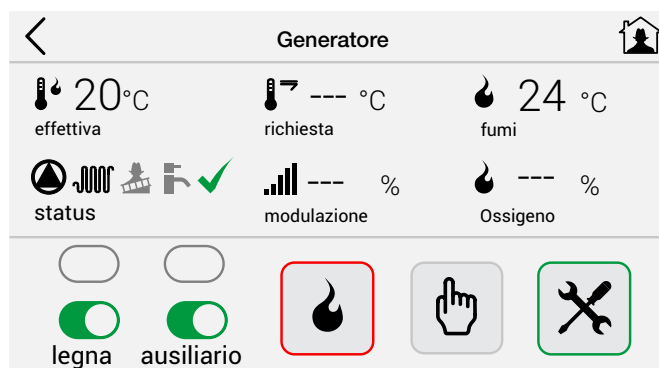 Generatore
20°C --- °C 24 °C
effettiva richiesta fumi
--- % --- %
status modulazione Ossigeno
legna ausiliario